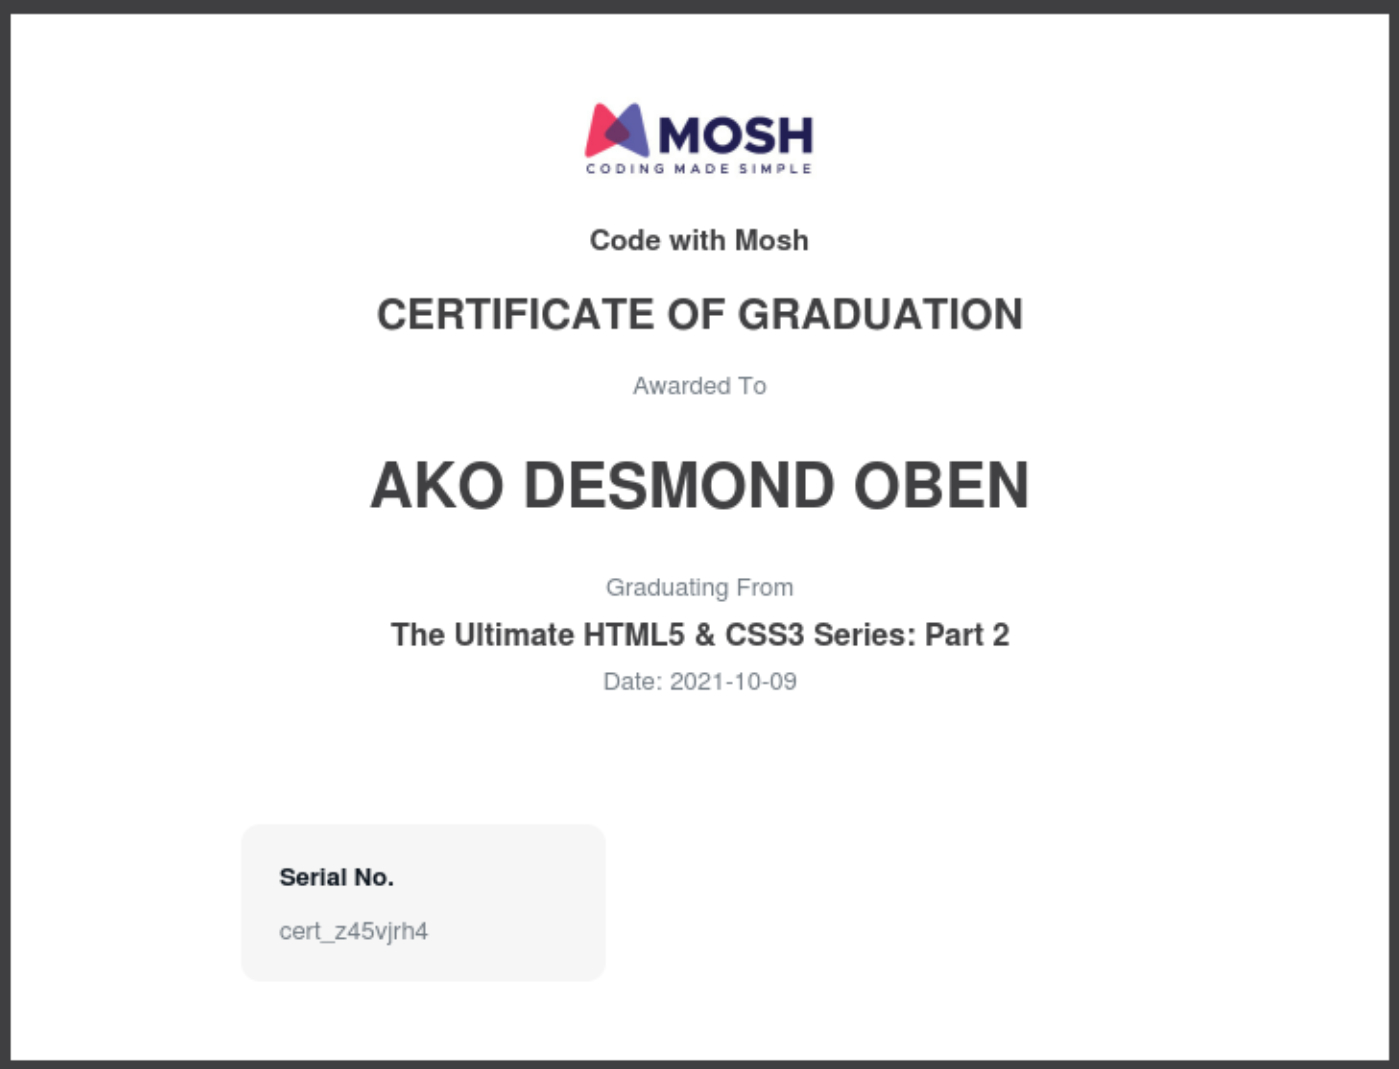 MOSH
CODING MADE SIMPLE
Code with Mosh
CERTIFICATE OF GRADUATION
Awarded To
AKO DESMOND OBEN
Graduating From
The Ultimate HTML5 & CSS3 Series: Part 2
Date: 2021-10-09
Serial No.
cert_z45vjrh4